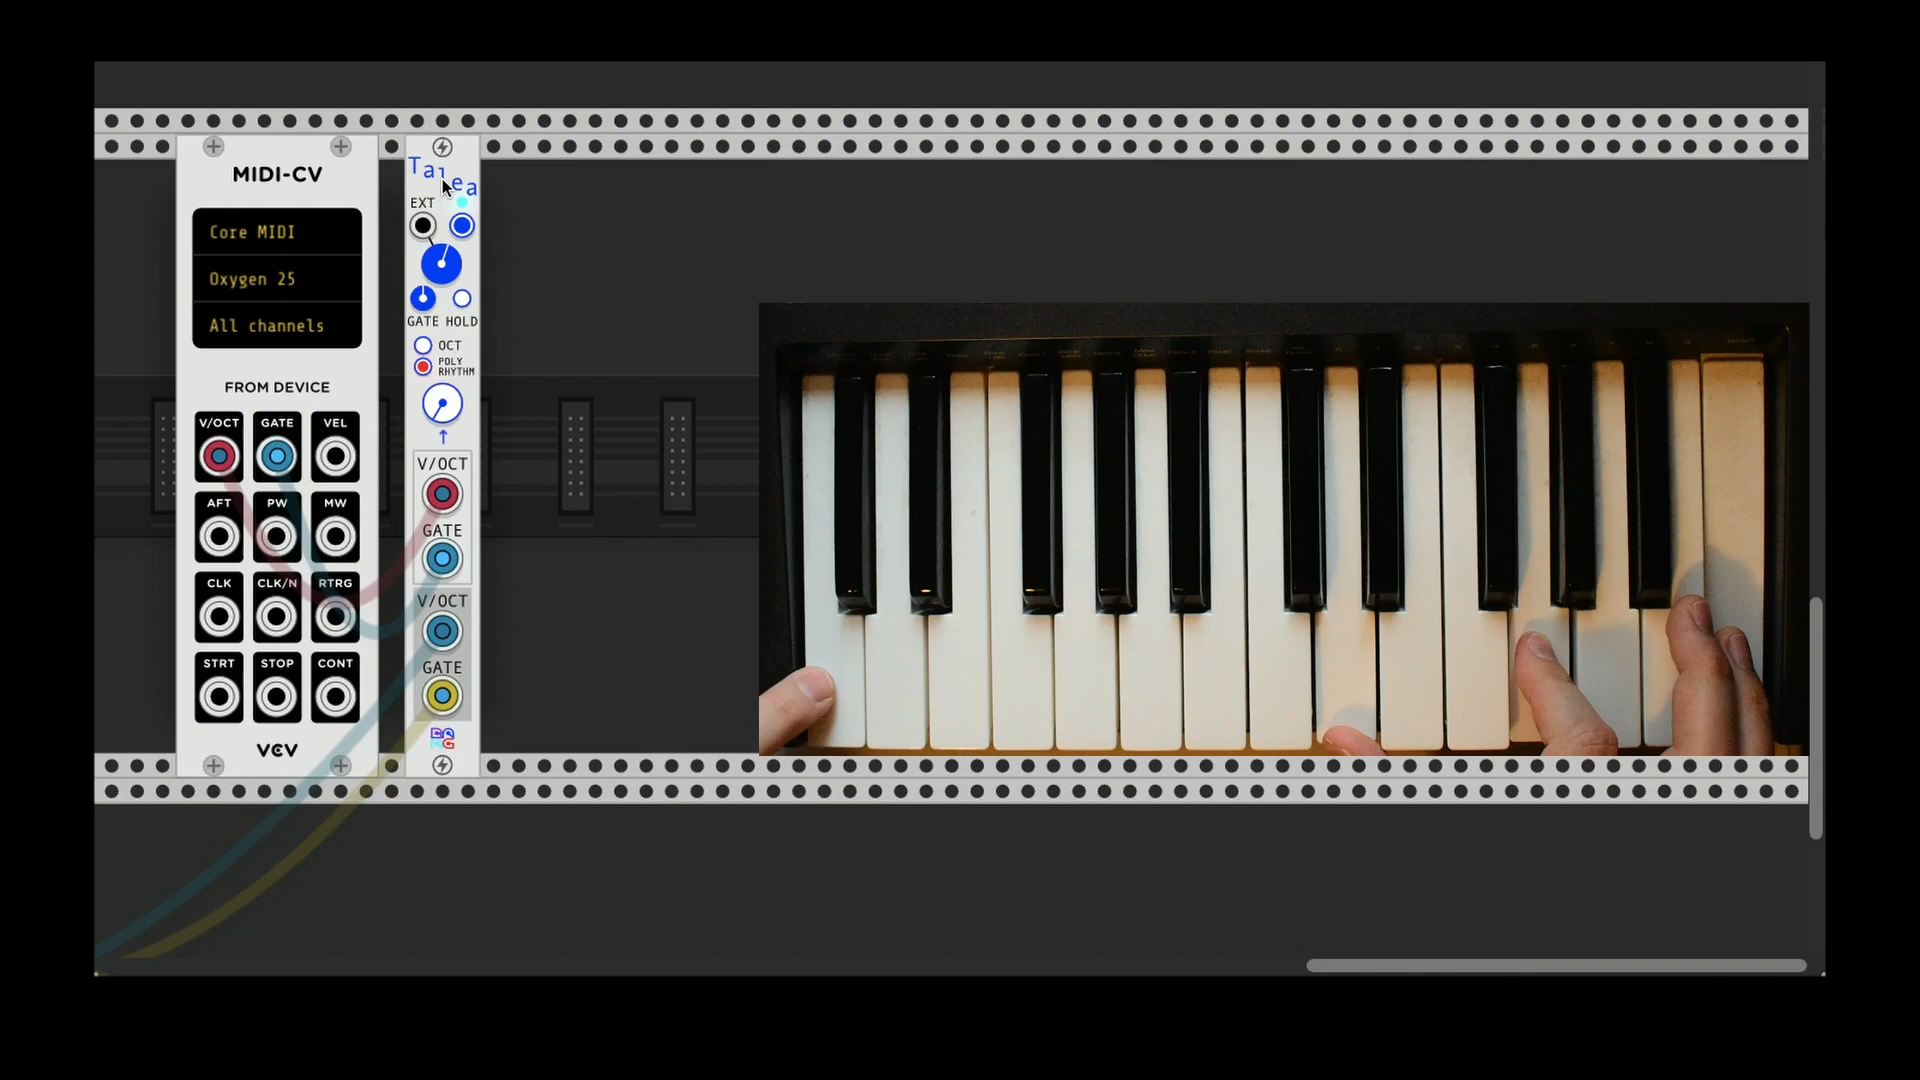 MIDI-CV
Core MIDI
Oxygen 25
All channels
FROM DEVICE
V/OCT GATE VEL
AFT PW MW
CLK CLK/N RTRG
STRT STOP CONT
VCV
Talea
EXT
GATE HOLD
OCT
POLY
RHYTHM
V/OCT
GATE
V/OCT
GATE